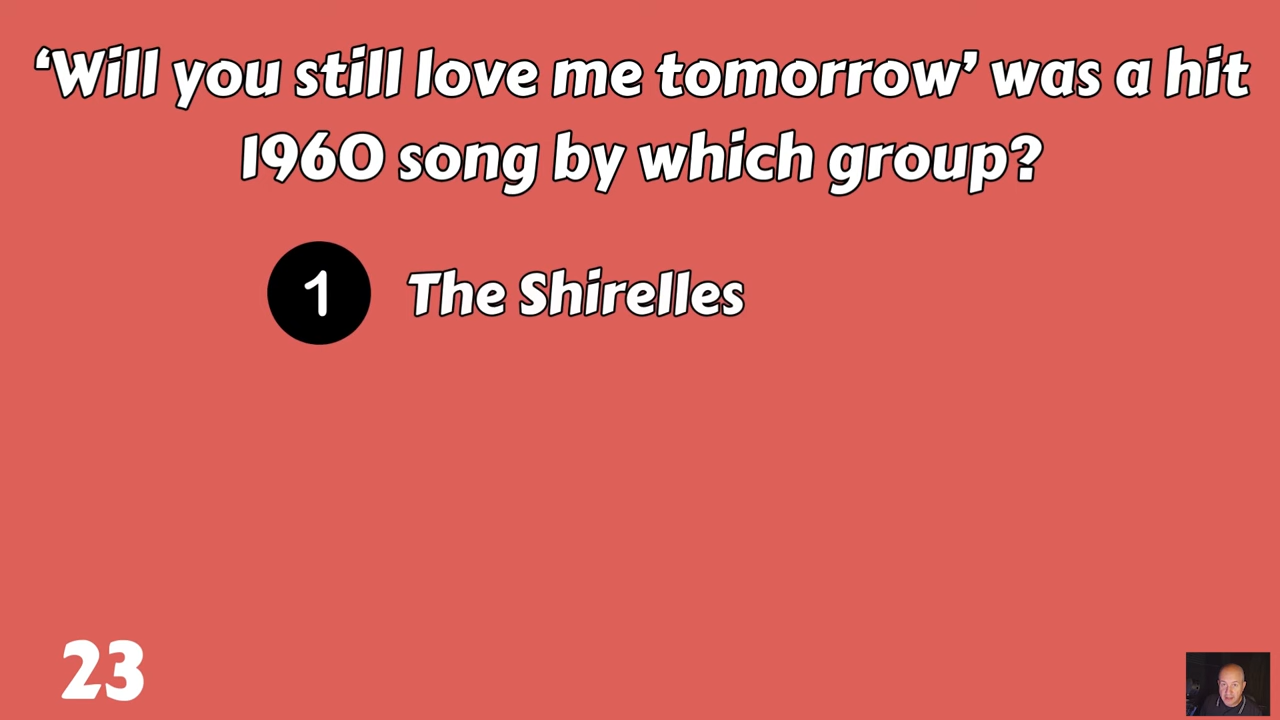 ‘Will you still love me tomorrow’ was a hit
1960 song by which group?
1 The Shirelles
23